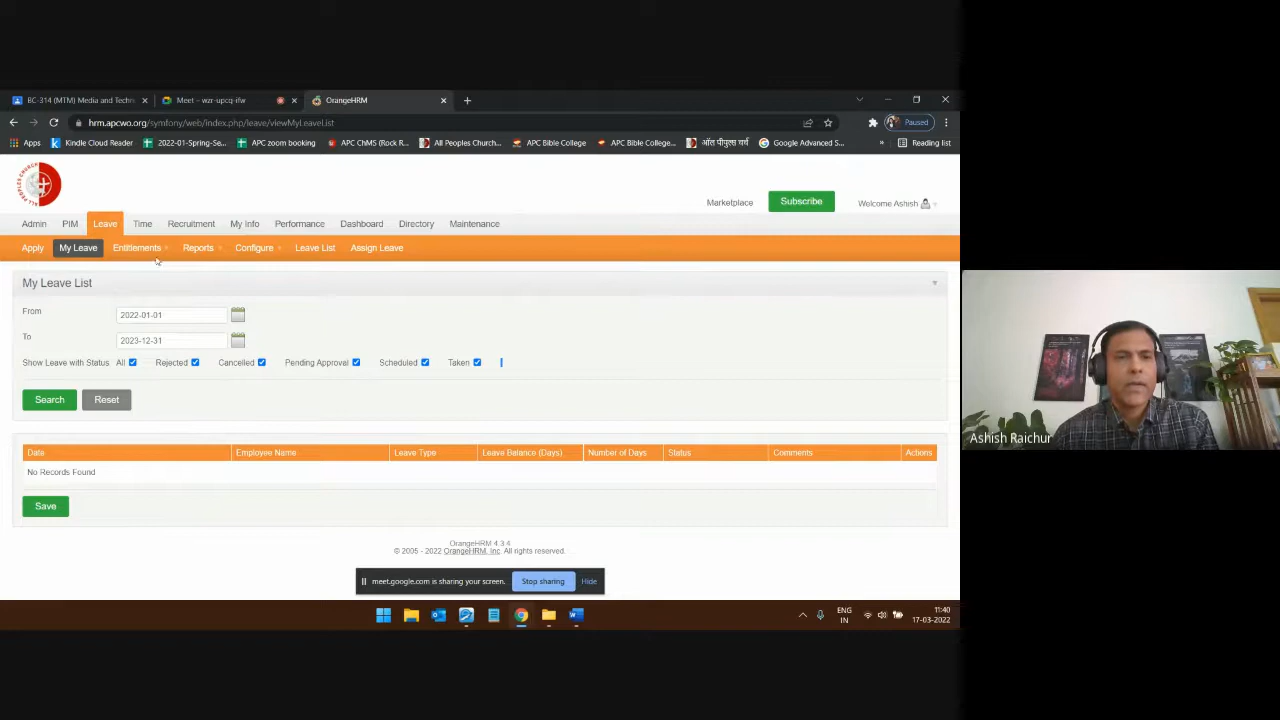 BC-314 (MTM) Media and Techn
Meet – wzr-upcq-ifw
OrangeHRM
hrm.apcwo.org/symfony/web/index.php/leave/viewMyLeaveList
Paused
Apps
Kindle Cloud Reader
2022-01-Spring-Se...
APC zoom booking
APC ChMS (Rock R...
All Peoples Church...
APC Bible College
APC Bible College...
ऑल पीपुल्स चर्च
Google Advanced S...
»
Reading list
Marketplace
Subscribe
Welcome Ashish
Admin
PIM
Leave
Time
Recruitment
My Info
Performance
Dashboard
Directory
Maintenance
Apply
My Leave
Entitlements
Reports
Configure
Leave List
Assign Leave
My Leave List
From
2022-01-01
To
2023-12-31
Show Leave with Status
All
Rejected
Cancelled
Pending Approval
Scheduled
Taken
Search
Reset
Date
Employee Name
Leave Type
Leave Balance (Days)
Number of Days
Status
Comments
Actions
No Records Found
Save
OrangeHRM 4.3.4
© 2005 - 2022 OrangeHRM, Inc. All rights reserved.
meet.google.com is sharing your screen.
Stop sharing
Hide
ENG
IN
11:40
17-03-2022
Ashish Raichur